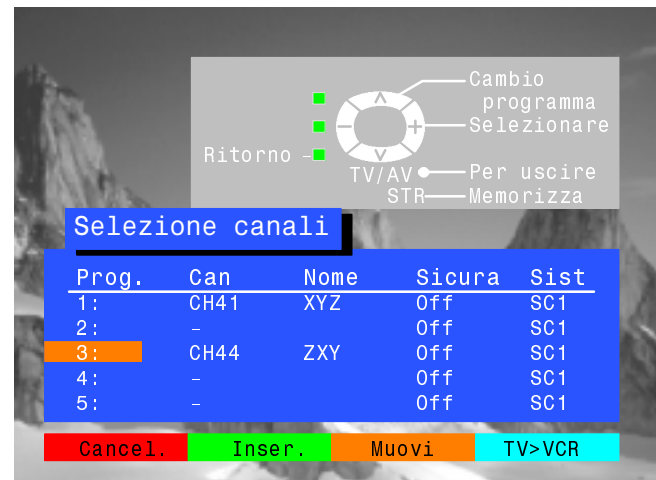 Cambio
programma
Selezionare
Ritorno
TV/AV Per uscire
STR Memorizza
Selezione canali
Prog. Can Nome Sicura Sist
1: CH41 XYZ Off SC1
2: – Off SC1
3: CH44 ZXY Off SC1
4: – Off SC1
5: – Off SC1
Cancel. Inser. Muovi TV>VCR